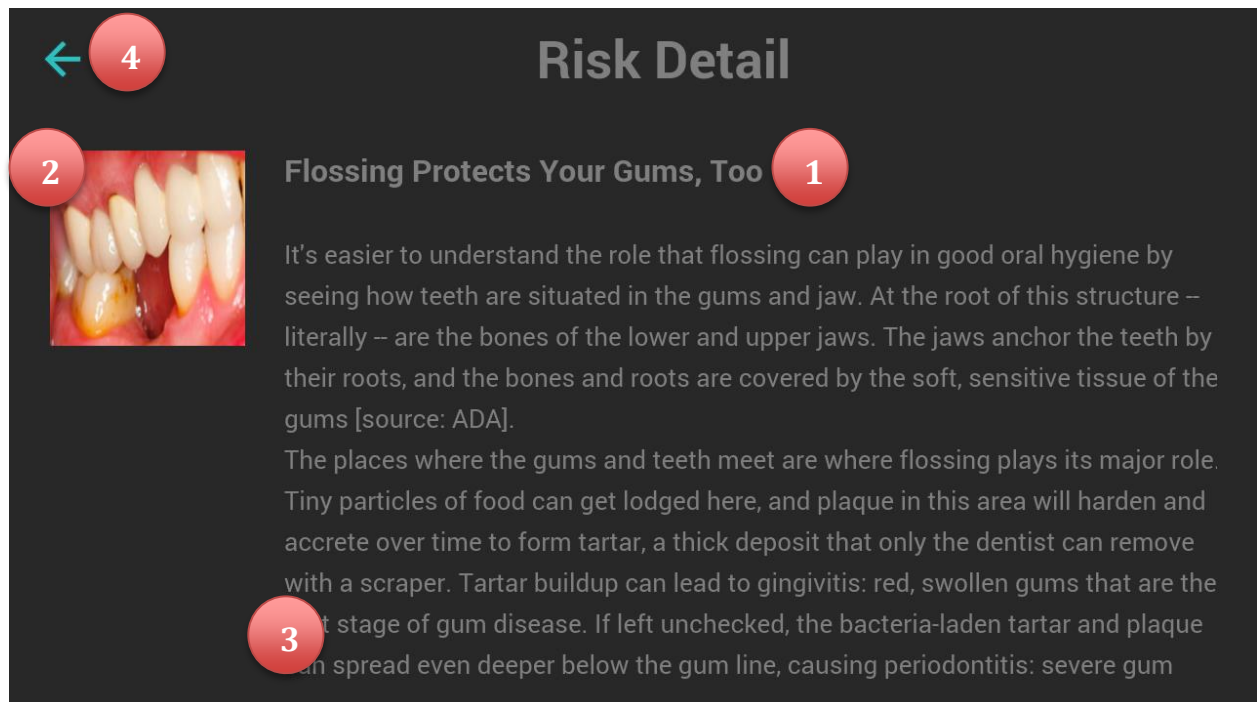 4
Risk Detail
2
Flossing Protects Your Gums, Too
1
It's easier to understand the role that flossing can play in good oral hygiene by
seeing how teeth are situated in the gums and jaw. At the root of this structure --
literally -- are the bones of the lower and upper jaws. The jaws anchor the teeth by
their roots, and the bones and roots are covered by the soft, sensitive tissue of the
gums [source: ADA].
The places where the gums and teeth meet are where flossing plays its major role.
Tiny particles of food can get lodged here, and plaque in this area will harden and
accrete over time to form tartar, a thick deposit that only the dentist can remove
with a scraper. Tartar buildup can lead to gingivitis: red, swollen gums that are the
3
stage of gum disease. If left unchecked, the bacteria-laden tartar and plaque
spread even deeper below the gum line, causing periodontitis: severe gum